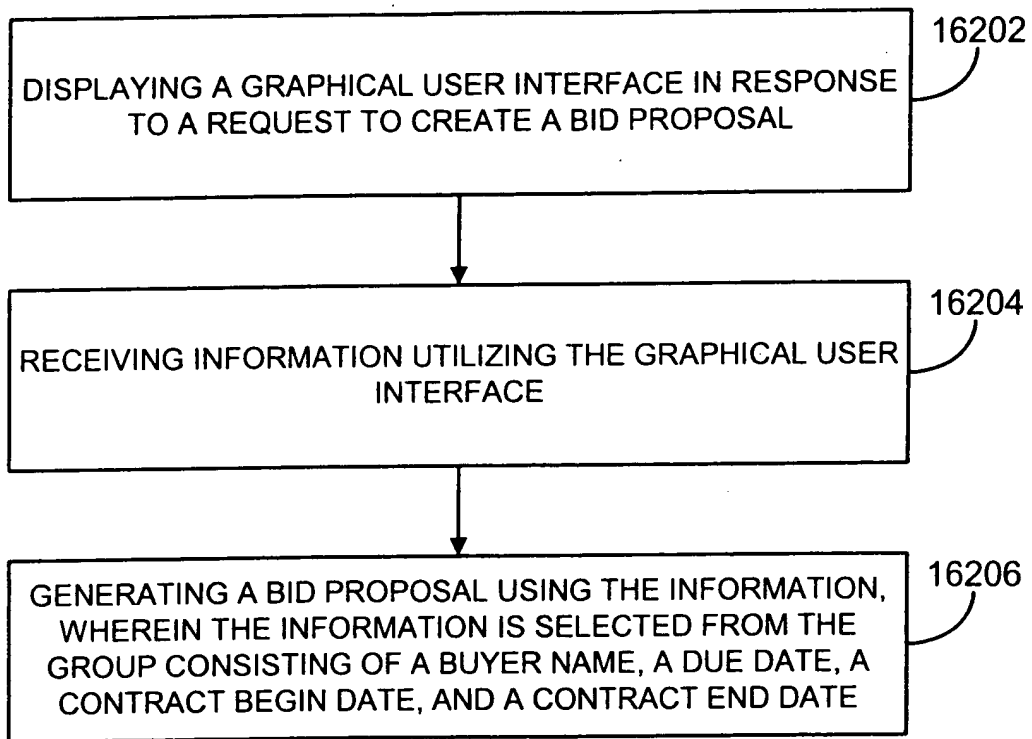 16202
DISPLAYING A GRAPHICAL USER INTERFACE IN RESPONSE
TO A REQUEST TO CREATE A BID PROPOSAL
16204
RECEIVING INFORMATION UTILIZING THE GRAPHICAL USER
INTERFACE
16206
GENERATING A BID PROPOSAL USING THE INFORMATION,
WHEREIN THE INFORMATION IS SELECTED FROM THE
GROUP CONSISTING OF A BUYER NAME, A DUE DATE, A
CONTRACT BEGIN DATE, AND A CONTRACT END DATE